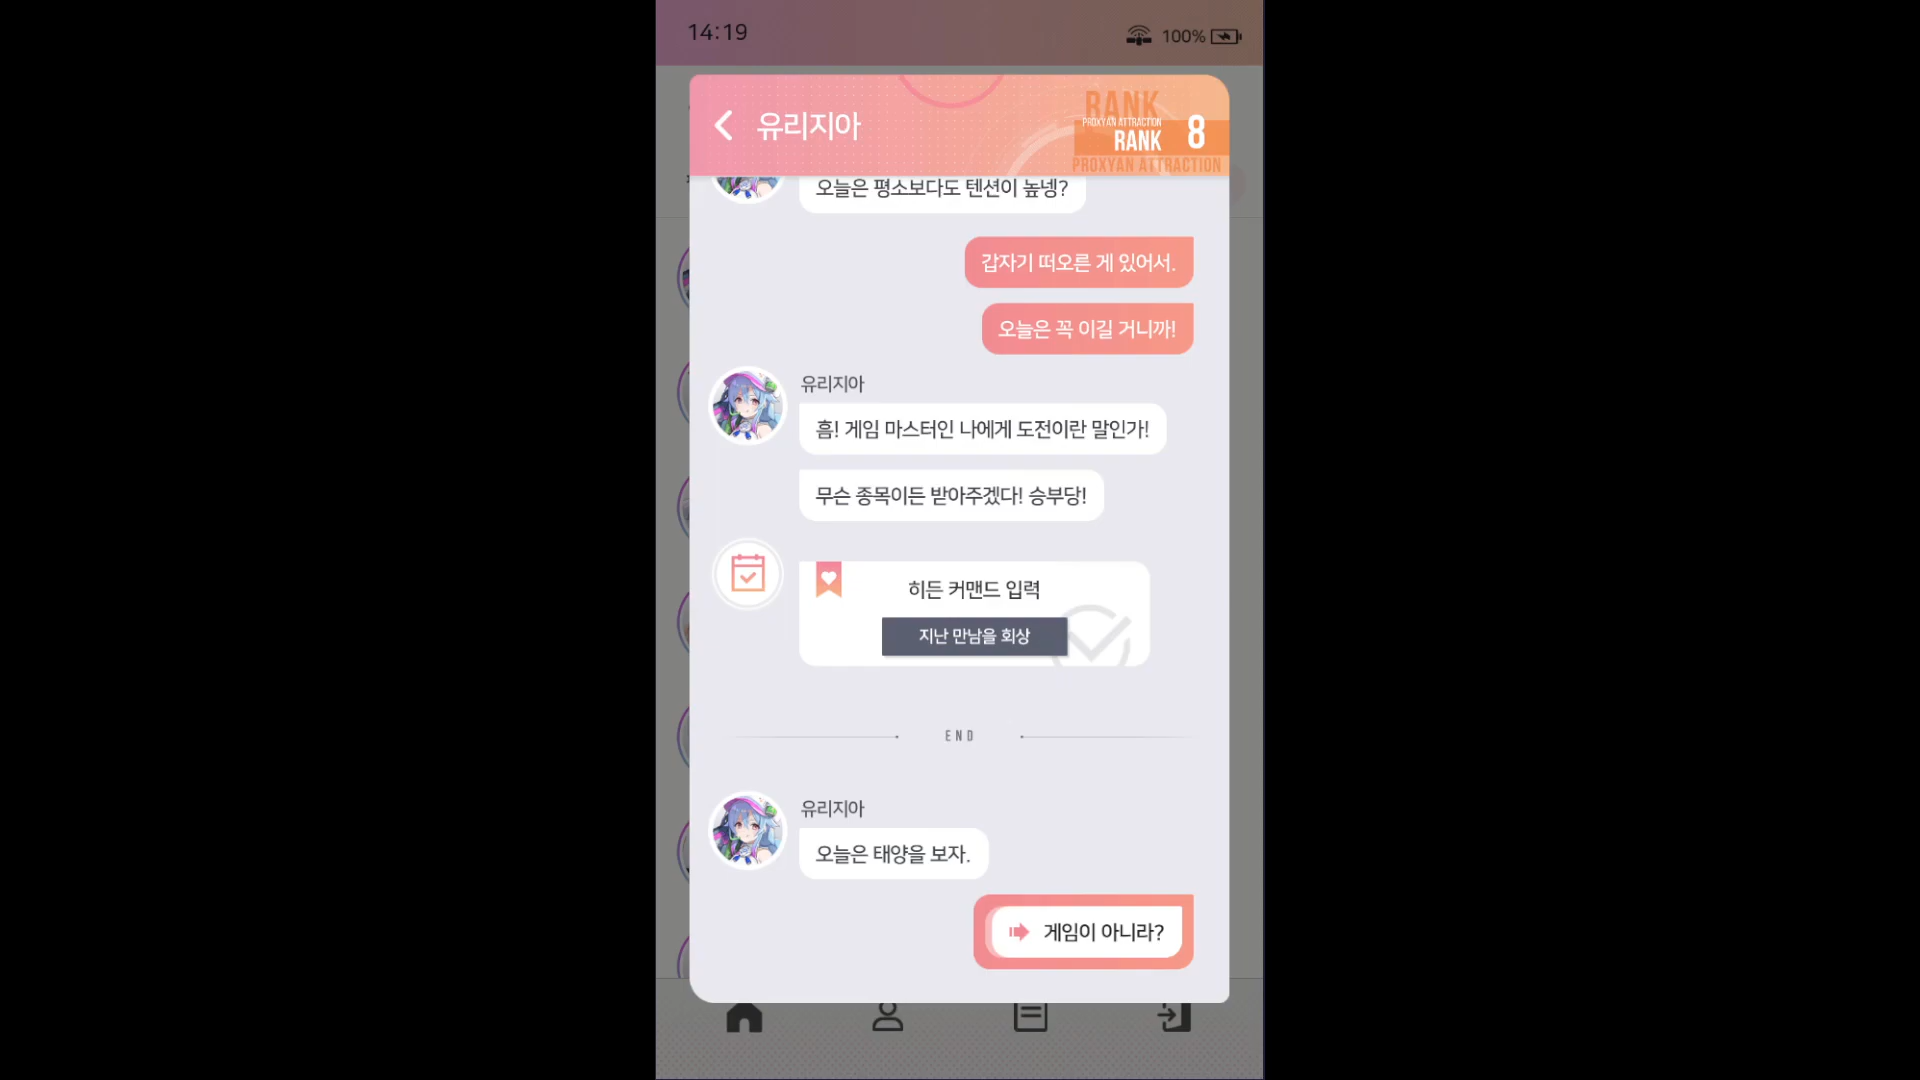 14:19
100%
유리지아
RANK
PROXYAN ATTRACTION
RANK 8
PROXYAN ATTRACTION
오늘은 평소보다도 텐션이 높넹?
갑자기 떠오른 게 있어서.
오늘은 꼭 이길 거니까!
유리지아
흠! 게임 마스터인 나에게 도전이란 말인가!
무슨 종목이든 받아주겠다! 승부당!
히든 커맨드 입력
지난 만남을 회상
END
유리지아
오늘은 태양을 보자.
게임이 아니라?